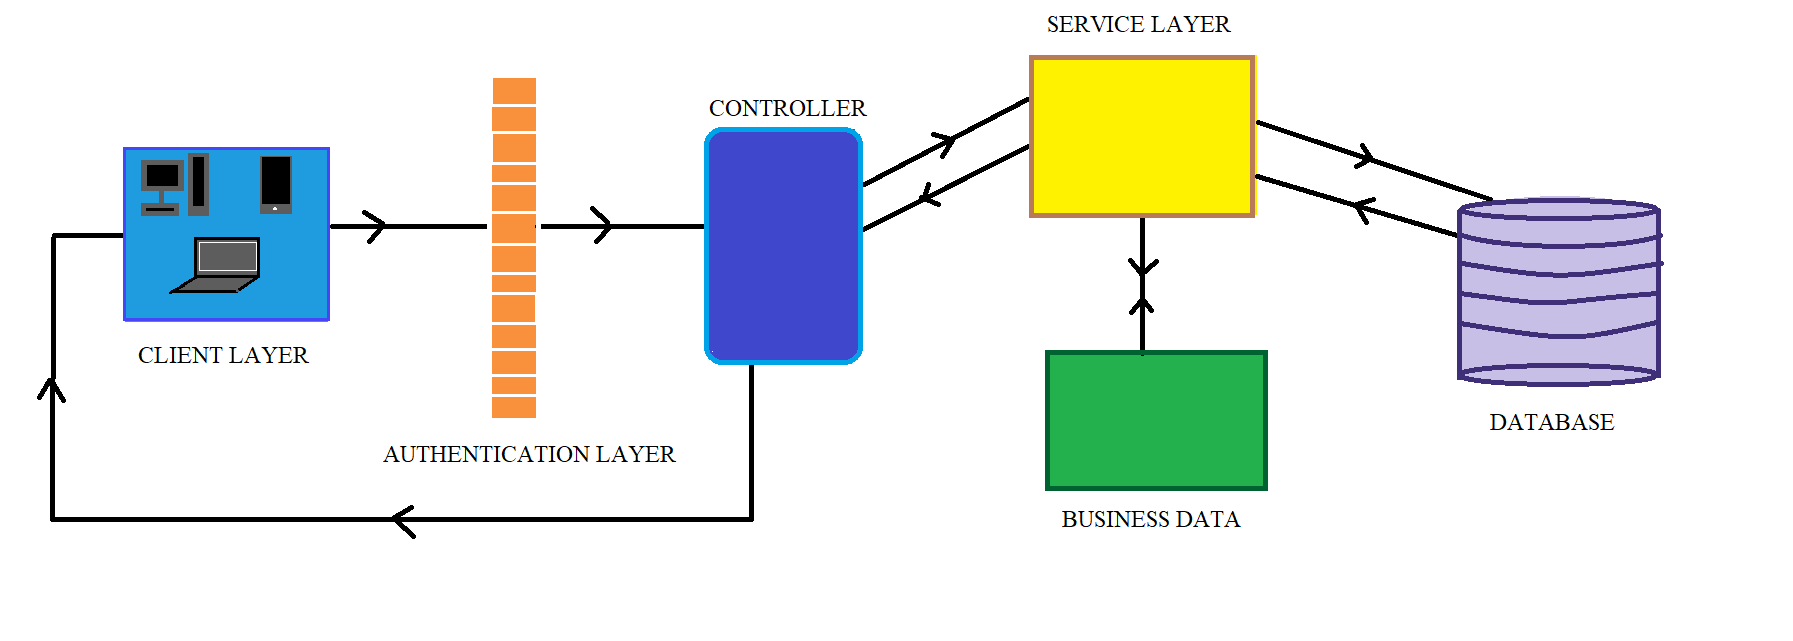 SERVICE LAYER
CONTROLLER
CLIENT LAYER
AUTHENTICATION LAYER
DATABASE
BUSINESS DATA